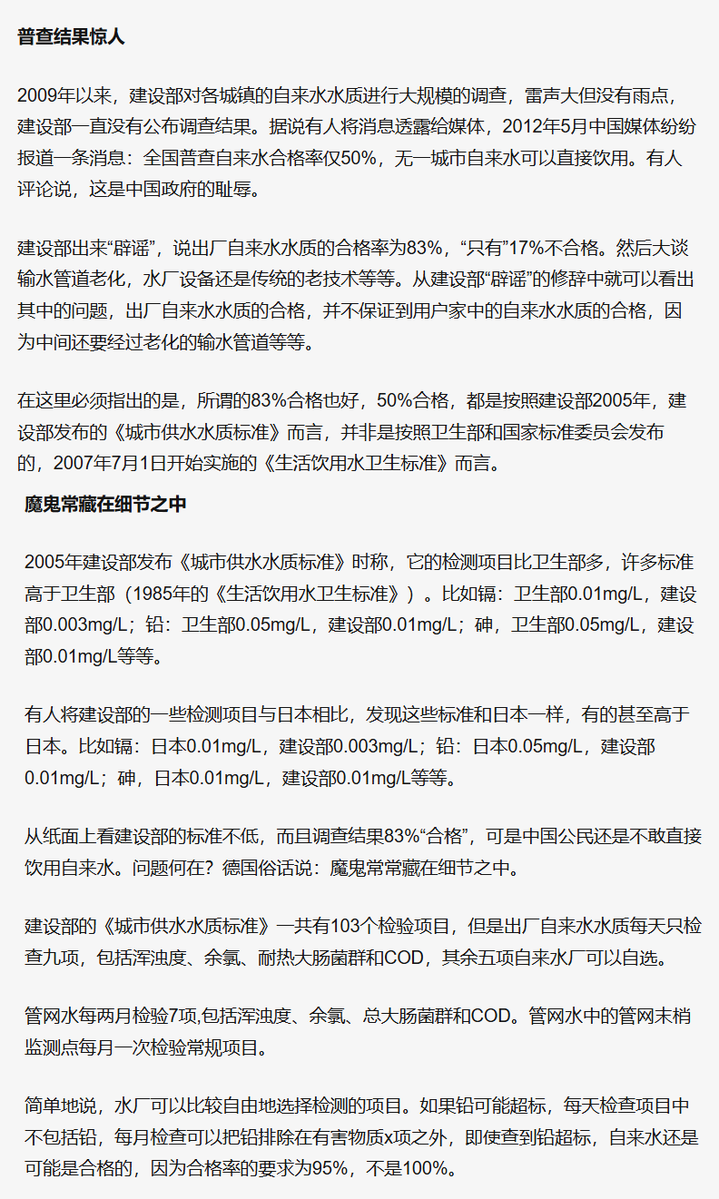 普查结果惊人
2009年以来，建设部对各城镇的自来水水质进行大规模的调查，雷声大但没有雨点，
建设部一直没有公布调查结果。据说有人将消息透露给媒体，2012年5月中国媒体纷纷
报道一条消息：全国普查自来水合格率仅50%，无一城市自来水可以直接饮用。有人
评论说，这是中国政府的耻辱。
建设部出来“辟谣”，说出厂自来水水质的合格率为83%，“只有”17%不合格。然后大谈
输水管道老化，水厂设备还是传统的老技术等等。从建设部“辟谣”的修辞中就可以看出
其中的问题，出厂自来水水质的合格，并不保证到用户家中的自来水水质的合格，因
为中间还要经过老化的输水管道等等。
在这里必须指出的是，所谓的83%合格也好，50%合格，都是按照建设部2005年，建
设部发布的《城市供水水质标准》而言，并非是按照卫生部和国家标准委员会发布
的，2007年7月1日开始实施的《生活饮用水卫生标准》而言。
魔鬼常藏在细节之中
2005年建设部发布《城市供水水质标准》时称，它的检测项目比卫生部多，许多标准
高于卫生部（1985年的《生活饮用水卫生标准》）。比如镉：卫生部0.01mg/L，建设
部0.003mg/L；铅：卫生部0.05mg/L，建设部0.01mg/L；砷，卫生部0.05mg/L，建设
部0.01mg/L等等。
有人将建设部的一些检测项目与日本相比，发现这些标准和日本一样，有的甚至高于
日本。比如镉：日本0.01mg/L，建设部0.003mg/L；铅：日本0.05mg/L，建设部
0.01mg/L；砷，日本0.01mg/L，建设部0.01mg/L等等。
从纸面上看建设部的标准不低，而且调查结果83%“合格”，可是中国公民还是不敢直接
饮用自来水。问题何在？德国俗话说：魔鬼常常藏在细节之中。
建设部的《城市供水水质标准》一共有103个检验项目，但是出厂自来水水质每天只检
查九项，包括浑浊度、余氯、耐热大肠菌群和COD，其余五项自来水厂可以自选。
管网水每两月检验7项,包括浑浊度、余氯、总大肠菌群和COD。管网水中的管网末梢
监测点每月一次检验常规项目。
简单地说，水厂可以比较自由地选择检测的项目。如果铅可能超标，每天检查项目中
不包括铅，每月检查可以把铅排除在有害物质x项之外，即使查到铅超标，自来水还是
可能是合格的，因为合格率的要求为95%，不是100%。